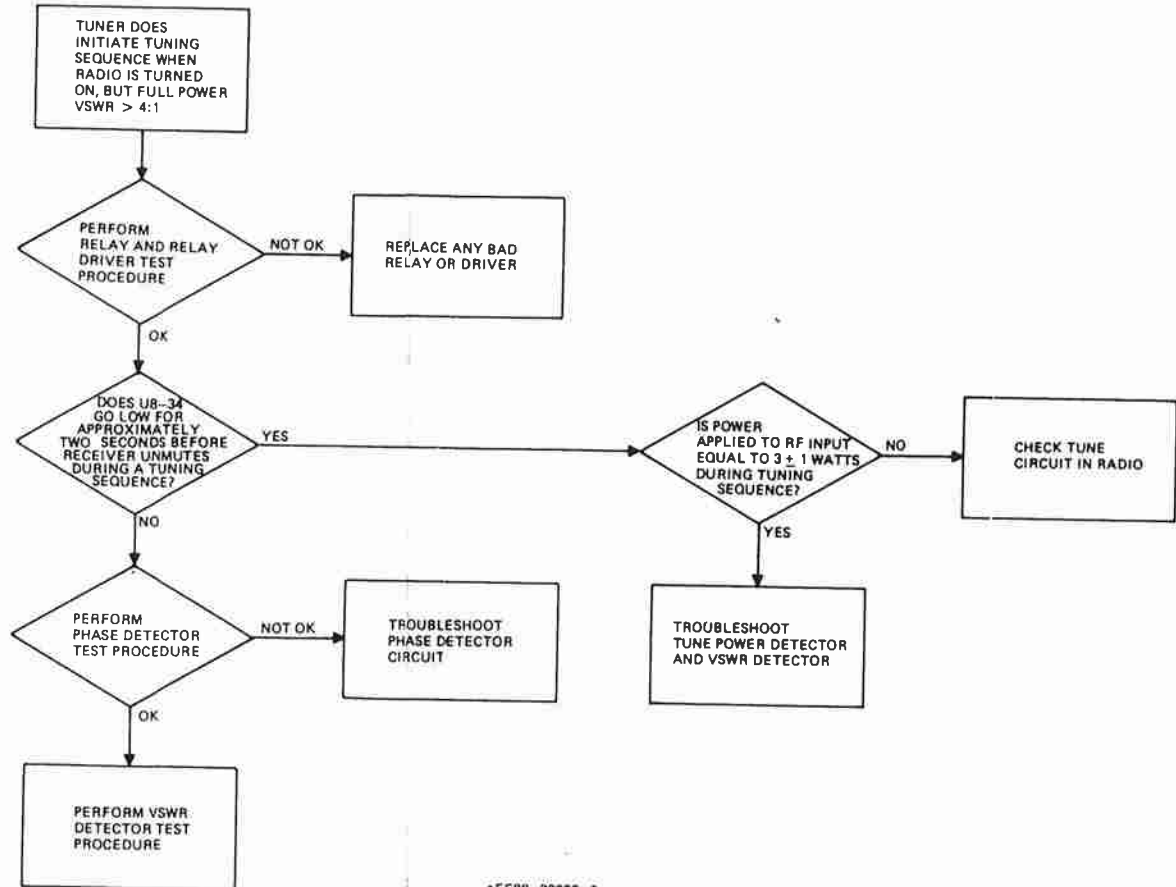 TUNER DOES
INITIATE TUNING
SEQUENCE WHEN
RADIO IS TURNED
ON, BUT FULL POWER
VSWR > 4:1
PERFORM
RELAY AND RELAY
DRIVER TEST
PROCEDURE
NOT OK
REPLACE ANY BAD
RELAY OR DRIVER
OK
DOES U8-34
GO LOW FOR
APPROXIMATELY
TWO SECONDS BEFORE
RECEIVER UNMUTES
DURING A TUNING
SEQUENCE?
YES
IS POWER
APPLIED TO RF INPUT
EQUAL TO 3 ± 1 WATTS
DURING TUNING
SEQUENCE?
NO
CHECK TUNE
CIRCUIT IN RADIO
YES
TROUBLESHOOT
TUNE POWER DETECTOR
AND VSWR DETECTOR
NO
PERFORM
PHASE DETECTOR
TEST PROCEDURE
NOT OK
TROUBLESHOOT
PHASE DETECTOR
CIRCUIT
OK
PERFORM VSWR
DETECTOR TEST
PROCEDURE